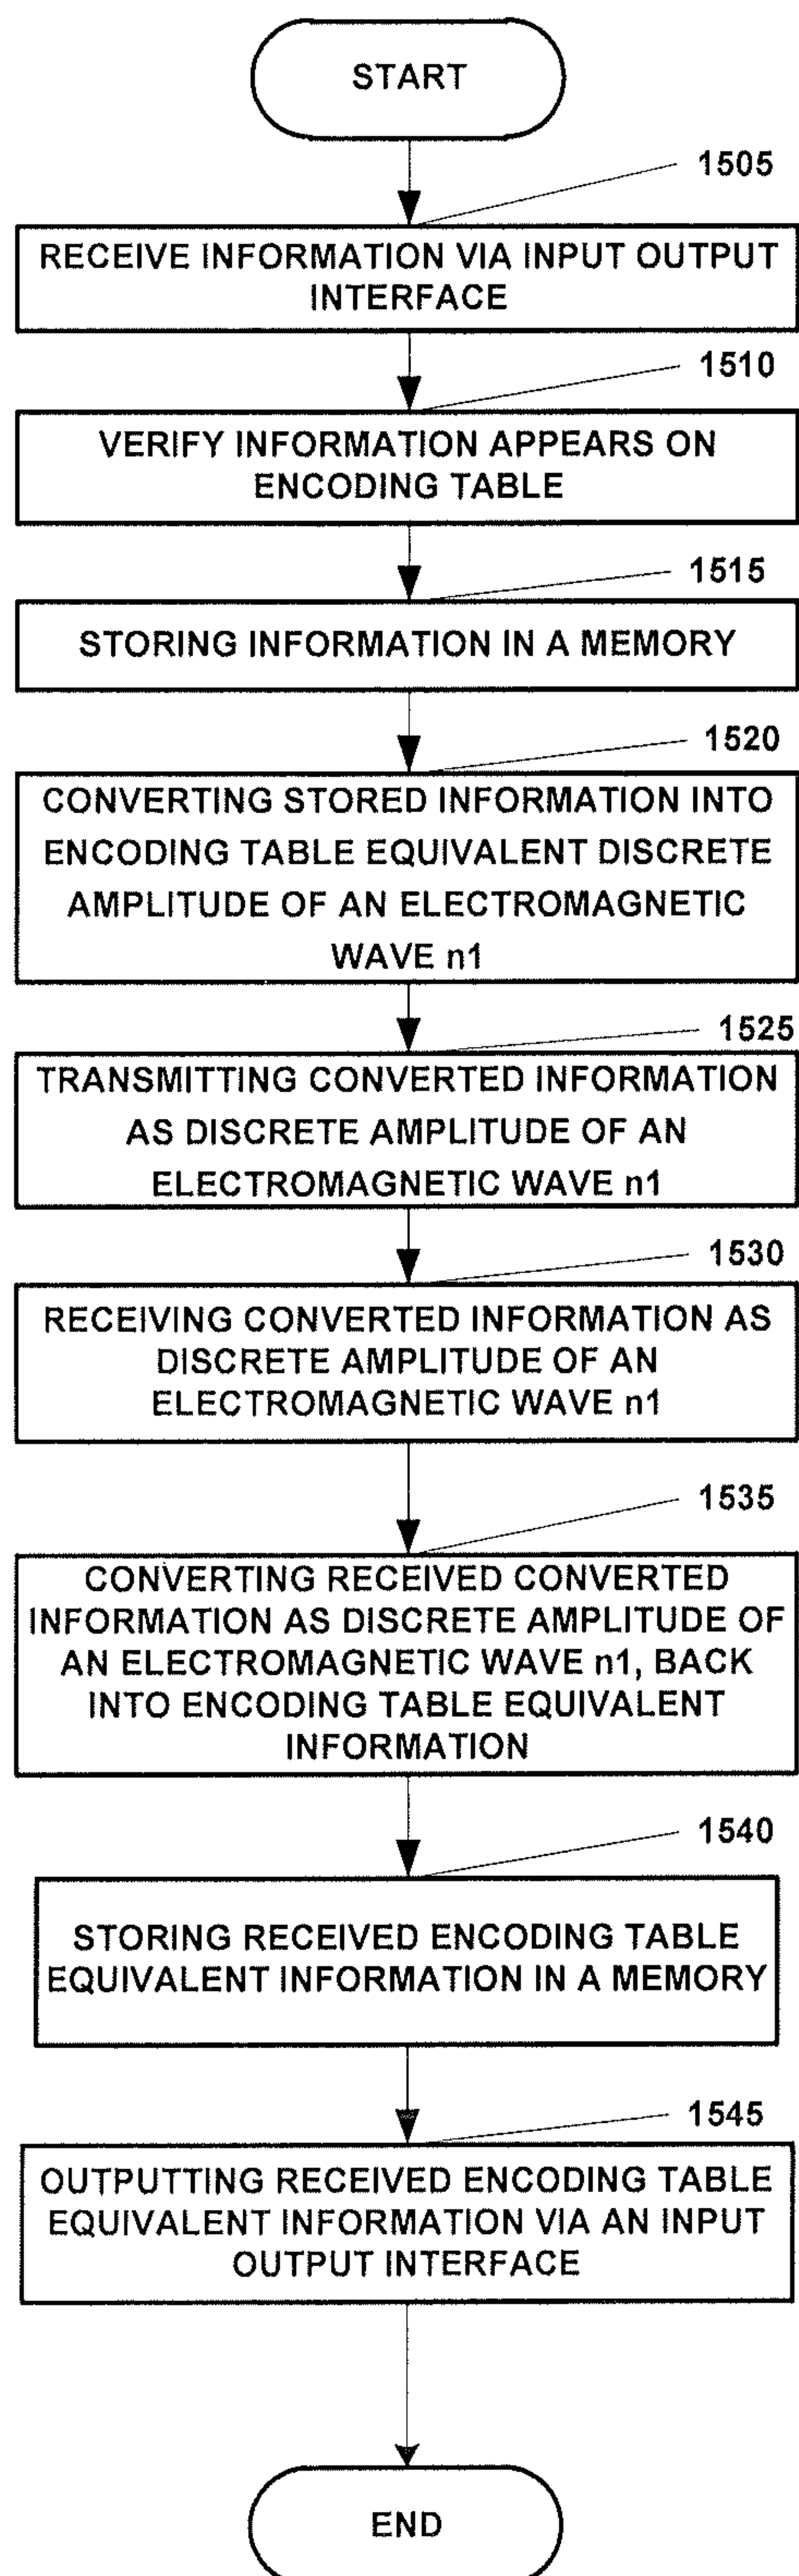 START
1505
RECEIVE INFORMATION VIA INPUT OUTPUT
INTERFACE
1510
VERIFY INFORMATION APPEARS ON
ENCODING TABLE
1515
STORING INFORMATION IN A MEMORY
1520
CONVERTING STORED INFORMATION INTO
ENCODING TABLE EQUIVALENT DISCRETE
AMPLITUDE OF AN ELECTROMAGNETIC
WAVE n1
1525
TRANSMITTING CONVERTED INFORMATION
AS DISCRETE AMPLITUDE OF AN
ELECTROMAGNETIC WAVE n1
1530
RECEIVING CONVERTED INFORMATION AS
DISCRETE AMPLITUDE OF AN
ELECTROMAGNETIC WAVE n1
1535
CONVERTING RECEIVED CONVERTED
INFORMATION AS DISCRETE AMPLITUDE OF
AN ELECTROMAGNETIC WAVE n1, BACK
INTO ENCODING TABLE EQUIVALENT
INFORMATION
1540
STORING RECEIVED ENCODING TABLE
EQUIVALENT INFORMATION IN A MEMORY
1545
OUTPUTTING RECEIVED ENCODING TABLE
EQUIVALENT INFORMATION VIA AN INPUT
OUTPUT INTERFACE
END